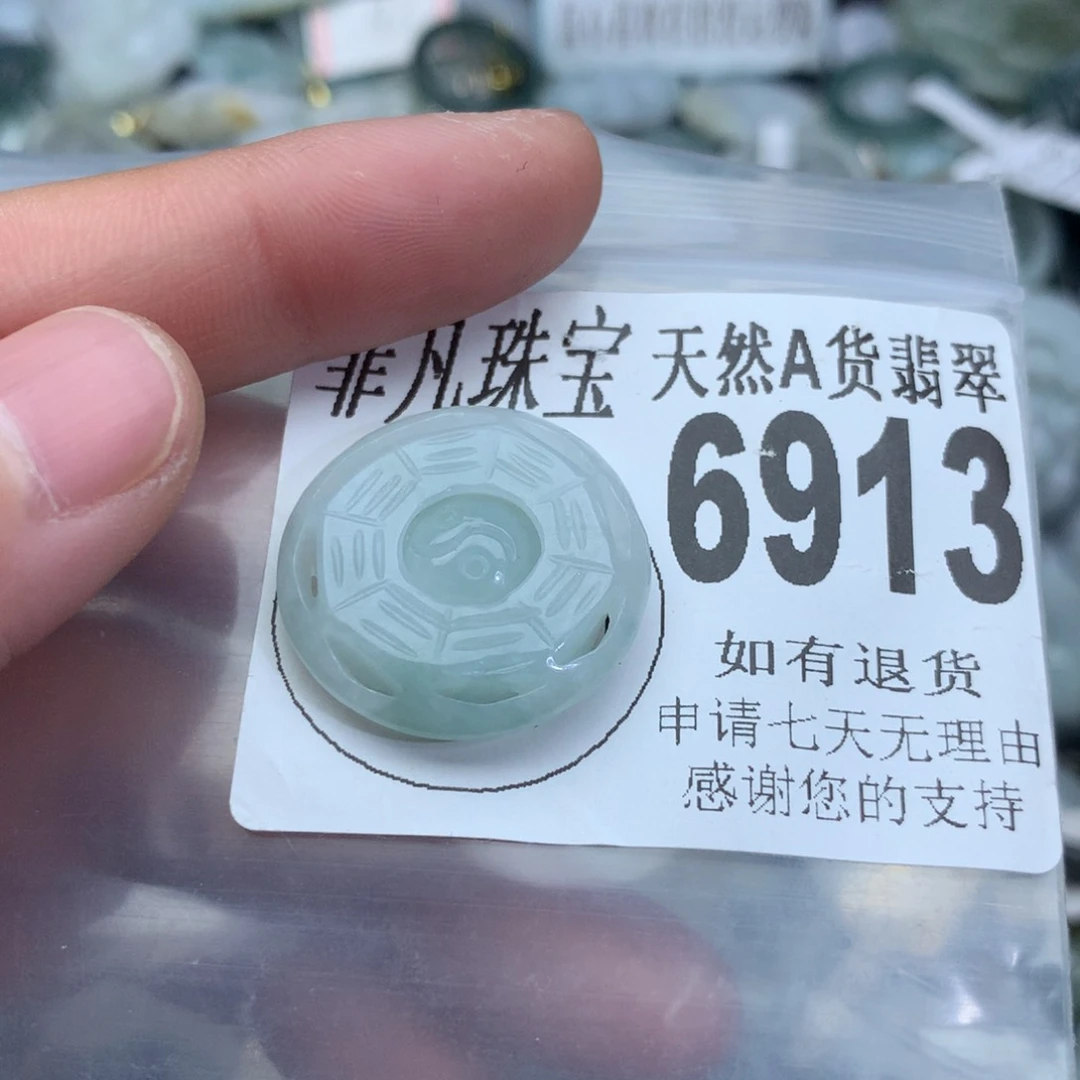 菲凡珠宝 天然A货翡翠
6913
如有退货
申请七天无理由
感谢您的支持